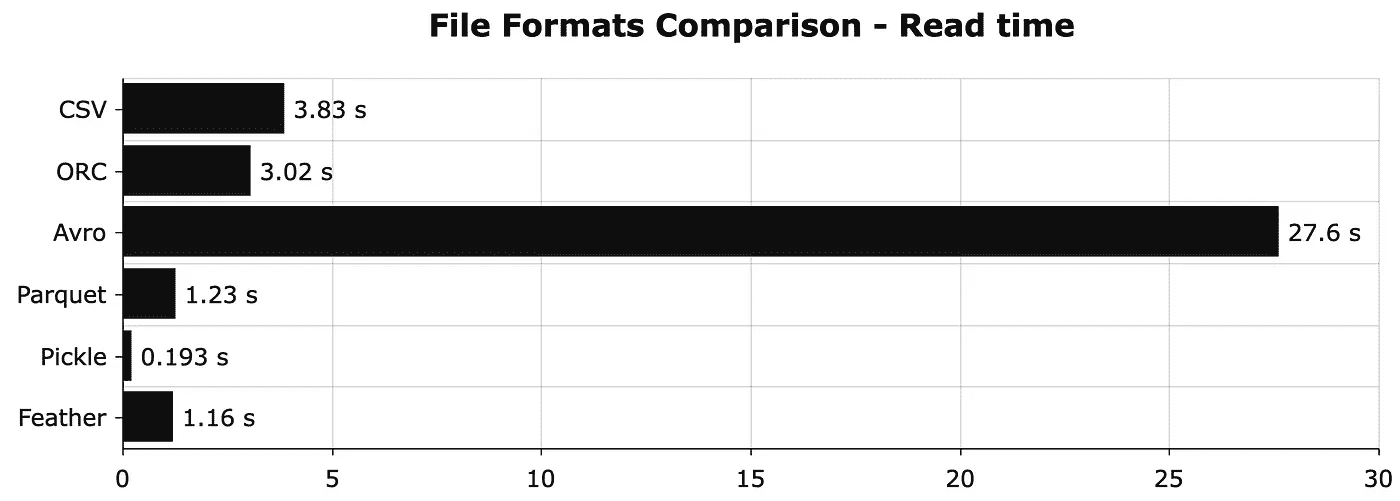 File Formats Comparison - Read time
CSV 3.83 s
ORC 3.02 s
Avro 27.6 s
Parquet 1.23 s
Pickle 0.193 s
Feather 1.16 s
0 5 10 15 20 25 30